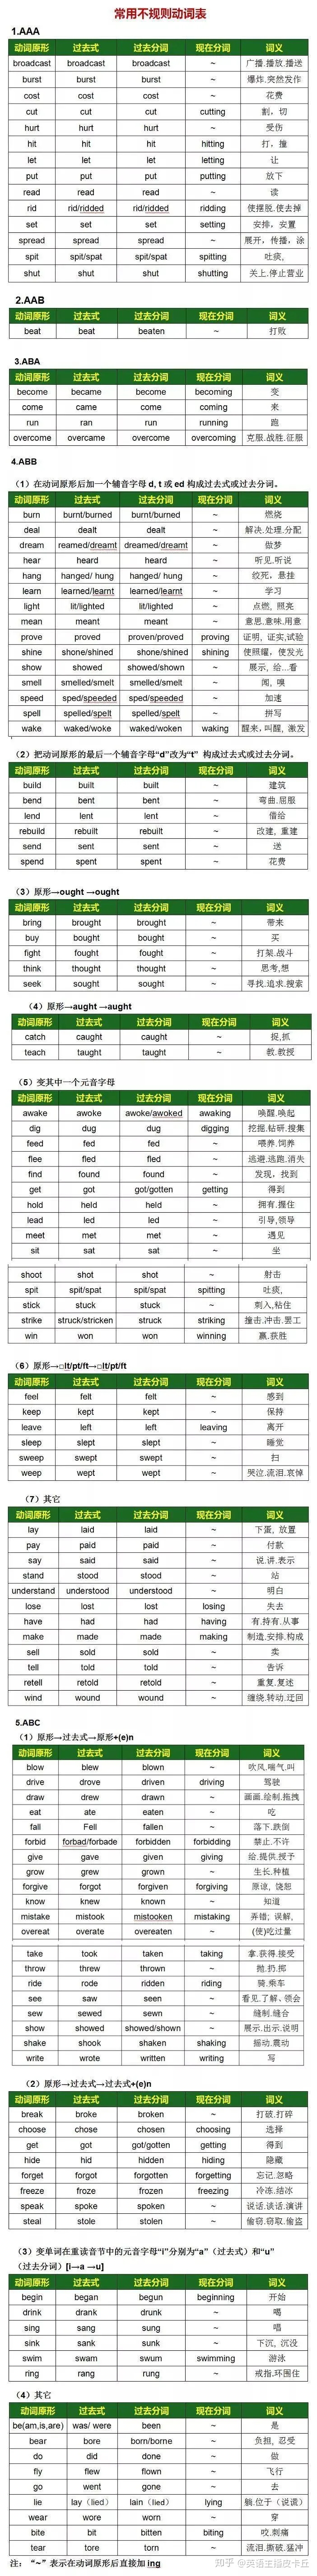 常用不规则动词表
1.AAA
动词原形 过去式 过去分词 现在分词 词义
broadcast broadcast broadcast ~ 广播.播放.播送
burst burst burst ~ 爆炸.突然发作
cost cost cost ~ 花费
cut cut cut cutting 割，切
hurt hurt hurt ~ 受伤
hit hit hit hitting 打，撞
let let let letting 让
put put put putting 放下
read read read ~ 读
rid rid/ridded rid/ridded ridding 使摆脱.使去掉
set set set setting 安排，安置
spread spread spread ~ 展开，传播，涂
spit spit/spat spit/spat spitting 吐痰,
shut shut shut shutting 关上.停止营业
2.AAB
动词原形 过去式 过去分词 现在分词 词义
beat beat beaten ~ 打败
3.ABA
动词原形 过去式 过去分词 现在分词 词义
become became become becoming 变
come came come coming 来
run ran run running 跑
overcome overcame overcome overcoming 克服.战胜.征服
4.ABB
（1）在动词原形后加一个辅音字母 d, t 或 ed 构成过去式或过去分词。
动词原形 过去式 过去分词 现在分词 词义
burn burnt/burned burnt/burned ~ 燃烧
deal dealt dealt ~ 解决.处理.分配
dream reamed/dreamt dreamed/dreamt ~ 做梦
hear heard heard ~ 听见.听说
hang hanged/ hung hanged/ hung ~ 绞死，悬挂
learn learned/learnt learned/learnt ~ 学习
light lit/lighted lit/lighted ~ 点燃, 照亮
mean meant meant ~ 意思.意味.用意
prove proved proven/proved proving 证明, 证实,试验
shine shone/shined shone/shined shining 使照耀，使发光
show showed showed/shown ~ 展示, 给...看
smell smelled/smelt smelled/smelt ~ 闻, 嗅
speed sped/speeded sped/speeded ~ 加速
spell spelled/spelt spelled/spelt ~ 拼写
wake waked/woke waked/woken waking 醒来,叫醒, 激发
（2）把动词原形的最后一个辅音字母“d”改为“t” 构成过去式或过去分词。
动词原形 过去式 过去分词 现在分词 词义
build built built ~ 建筑
bend bent bent ~ 弯曲.屈服
lend lent lent ~ 借给
rebuild rebuilt rebuilt ~ 改建, 重建
send sent sent ~ 送
spend spent spent ~ 花费
（3）原形→ought →ought
动词原形 过去式 过去分词 现在分词 词义
bring brought brought ~ 带来
buy bought bought ~ 买
fight fought fought ~ 打架.战斗
think thought thought ~ 思考,想
seek sought sought ~ 寻找.追求.搜索
（4）原形→aught →aught
动词原形 过去式 过去分词 现在分词 词义
catch caught caught ~ 捉,抓
teach taught taught ~ 教.教授
（5）变其中一个元音字母
动词原形 过去式 过去分词 现在分词 词义
awake awoke awoke/awoked awaking 唤醒.唤起
dig dug dug digging 挖掘.钻研.搜集
feed fed fed ~ 喂养.饲养
flee fled fled ~ 逃避.逃跑.消失
find found found ~ 发现，找到
get got got/gotten getting 得到
hold held held ~ 拥有.握住
lead led led ~ 引导,领导
meet met met ~ 遇见
sit sat sat ~ 坐
shoot shot shot ~ 射击
spit spit/spat spit/spat spitting 吐痰,
stick stuck stuck ~ 刺入,粘住
strike struck/stricken struck striking 撞击.冲击.罢工
win won won winning 赢.获胜
（6）原形→□lt/pt/ft→□lt/pt/ft
动词原形 过去式 过去分词 现在分词 词义
feel felt felt ~ 感到
keep kept kept ~ 保持
leave left left leaving 离开
sleep slept slept ~ 睡觉
sweep swept swept ~ 扫
weep wept wept ~ 哭泣.流泪.哀悼
（7）其它
动词原形 过去式 过去分词 现在分词 词义
lay laid laid ~ 下蛋, 放置
pay paid paid ~ 付款
say said said ~ 说.讲.表示
stand stood stood ~ 站
understand understood understood ~ 明白
lose lost lost losing 失去
have had had having 有.持有.从事
make made made making 制造.安排.构成
sell sold sold ~ 卖
tell told told ~ 告诉
retell retold retold ~ 重复.复述
wind wound wound ~ 缠绕.转动.迂回
5.ABC
（1）原形→过去式→原形+(e)n
动词原形 过去式 过去分词 现在分词 词义
blow blew blown ~ 吹风.喘气.叫
drive drove driven driving 驾驶
draw drew drawn ~ 画画.绘制.拖拽
eat ate eaten ~ 吃
fall Fell fallen ~ 落下.跌倒
forbid forbad/forbade forbidden forbidding 禁止.不许
give gave given giving 给.提供.授予
grow grew grown ~ 生长.种植
forgive forgot forgiven forgiving 原谅, 饶恕
know knew known ~ 知道
mistake mistook mistooken mistaking 弄错; 误解,
overeat overate overeaten ~ (使)吃过量
take took taken taking 拿.获得.接受
throw threw thrown ~ 抛.扔.掷
ride rode ridden riding 骑.乘车
see saw seen ~ 看见.了解、领会
sew sewed sewn ~ 缝制.缝合
show showed showed/shown ~ 展示.出示.说明
shake shook shaken shaking 摇动.震动
write wrote written writing 写
（2）原形→过去式→过去式+(e)n
动词原形 过去式 过去分词 现在分词 词义
break broke broken ~ 打破.打碎
choose chose chosen choosing 选择
get got got/gotten getting 得到
hide hid hidden hiding 隐藏
forget forgot forgotten forgetting 忘记.忽略
freeze froze frozen freezing 冷冻.结冰
speak spoke spoken ~ 说话.谈话.演讲
steal stole stolen ~ 偷窃.窃取.偷盗
（3）变单词在重读音节中的元音字母“i”分别为“a”（过去式）和“u”
（过去分词）[i→a →u]
动词原形 过去式 过去分词 现在分词 词义
begin began begun beginning 开始
drink drank drunk ~ 喝
sing sang sung ~ 唱
sink sank sunk ~ 下沉, 沉没
swim swam swum swimming 游泳
ring rang rung ~ 戒指.环围住
（4）其它
动词原形 过去式 过去分词 现在分词 词义
be(am,is,are) was/ were been ~ 是
bear bore born/borne ~ 负担, 忍受
do did done ~ 做
fly flew flown ~ 飞行
go went gone ~ 去
lie lay（lied） lain（lied） lying 躺.位于（说谎）
wear wore worn ~ 穿
bite bit bitten biting 咬.刺痛
tear tore torn ~ 流泪.撕破.猛冲
注：“~”表示在动词原形后直接加 ing
知乎 @英语主播皮卡丘